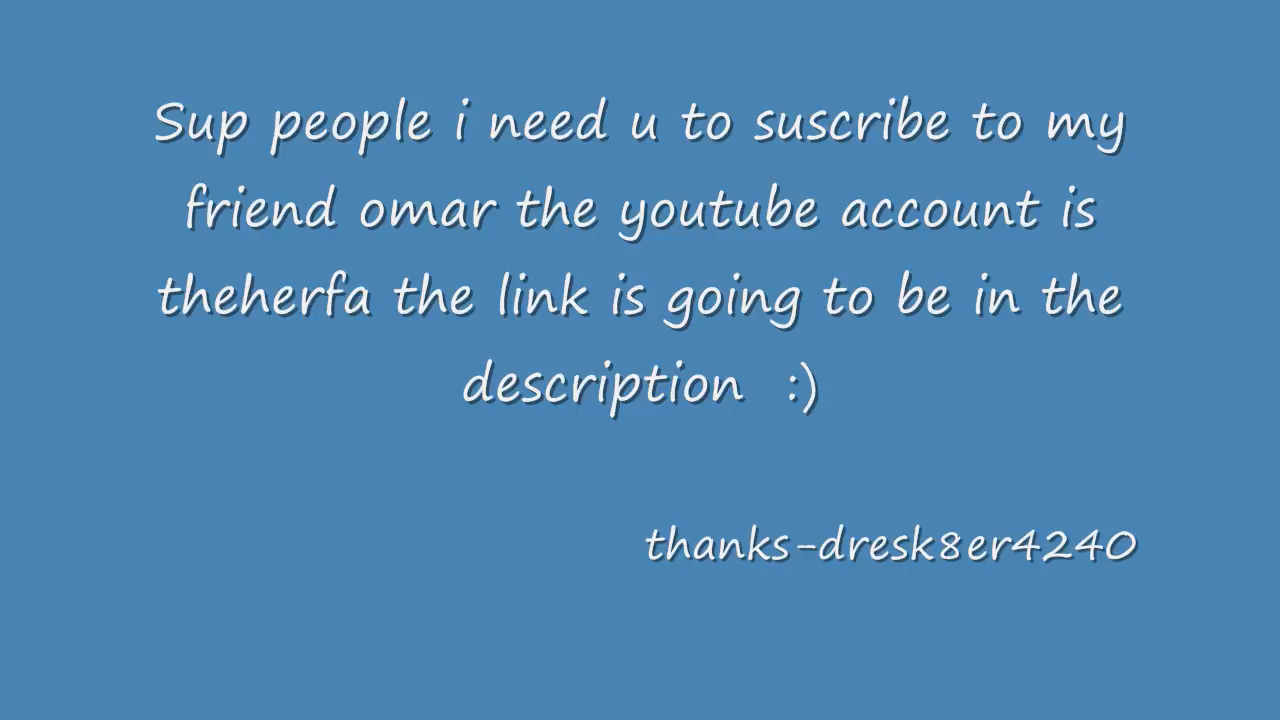 Sup people i need u to suscribe to my
friend omar the youtube account is
theherfa the link is going to be in the
description :)
thanks-dresk8er4240